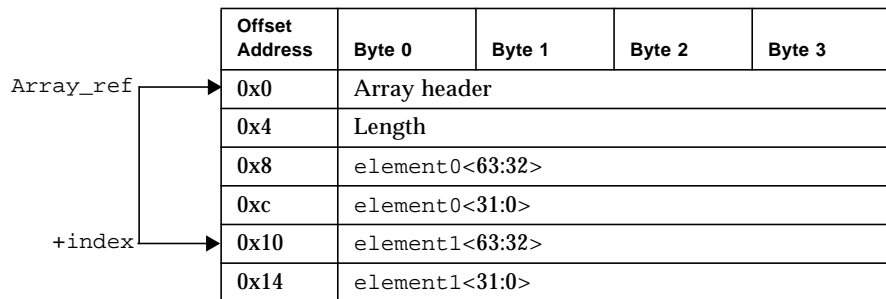 Offset Address Byte 0 Byte 1 Byte 2 Byte 3
Array_ref 0x0 Array header
0x4 Length
0x8 element0<63:32>
0xc element0<31:0>
+index 0x10 element1<63:32>
0x14 element1<31:0>